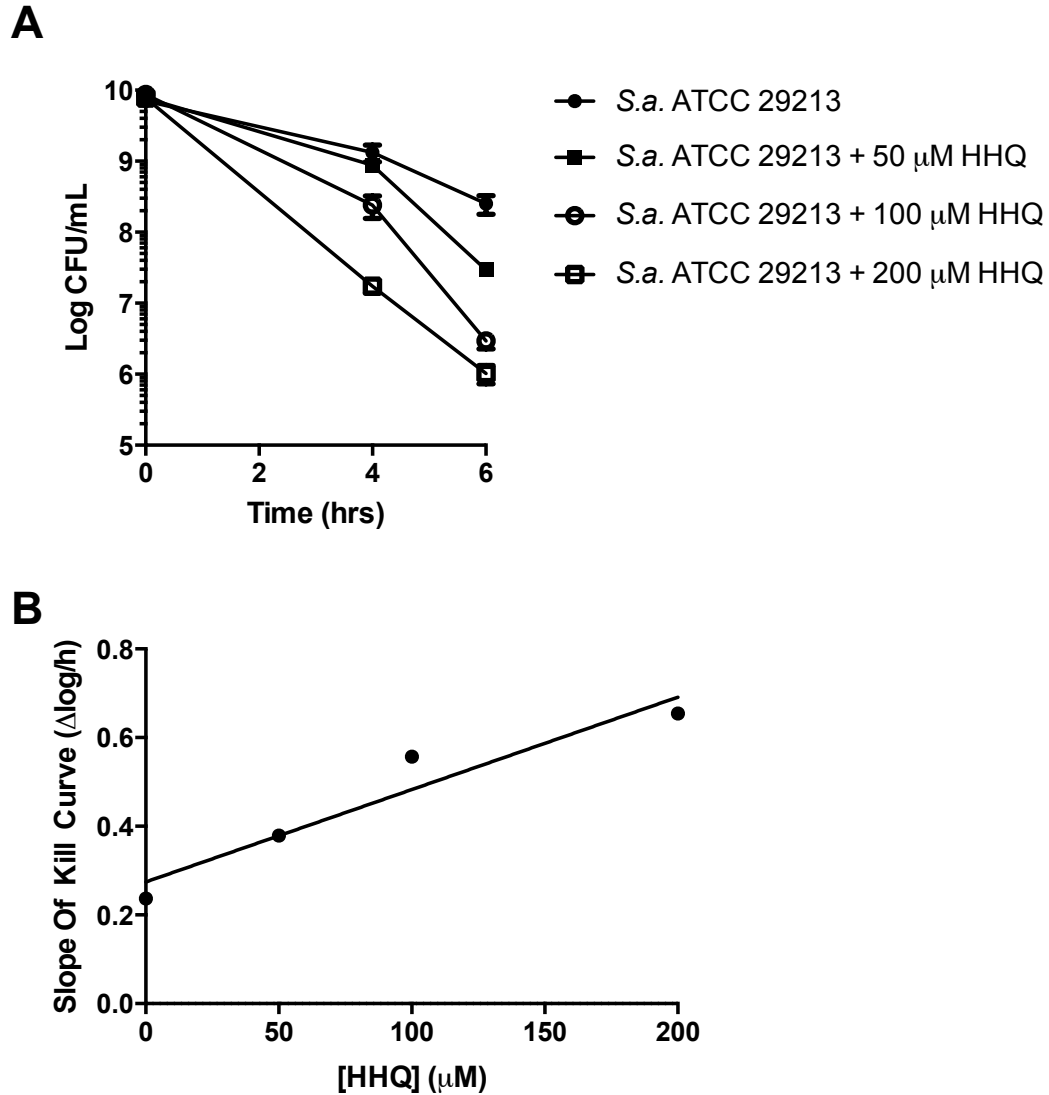 A
10
9
8
7
6
5
Log CFU/mL
0 2 4 6
Time (hrs)
S.a. ATCC 29213
S.a. ATCC 29213 + 50 μM HHQ
S.a. ATCC 29213 + 100 μM HHQ
S.a. ATCC 29213 + 200 μM HHQ
B
0.8
0.6
0.4
0.2
0.0
Slope Of Kill Curve (Δlog/h)
0 50 100 150 200
[HHQ] (μM)